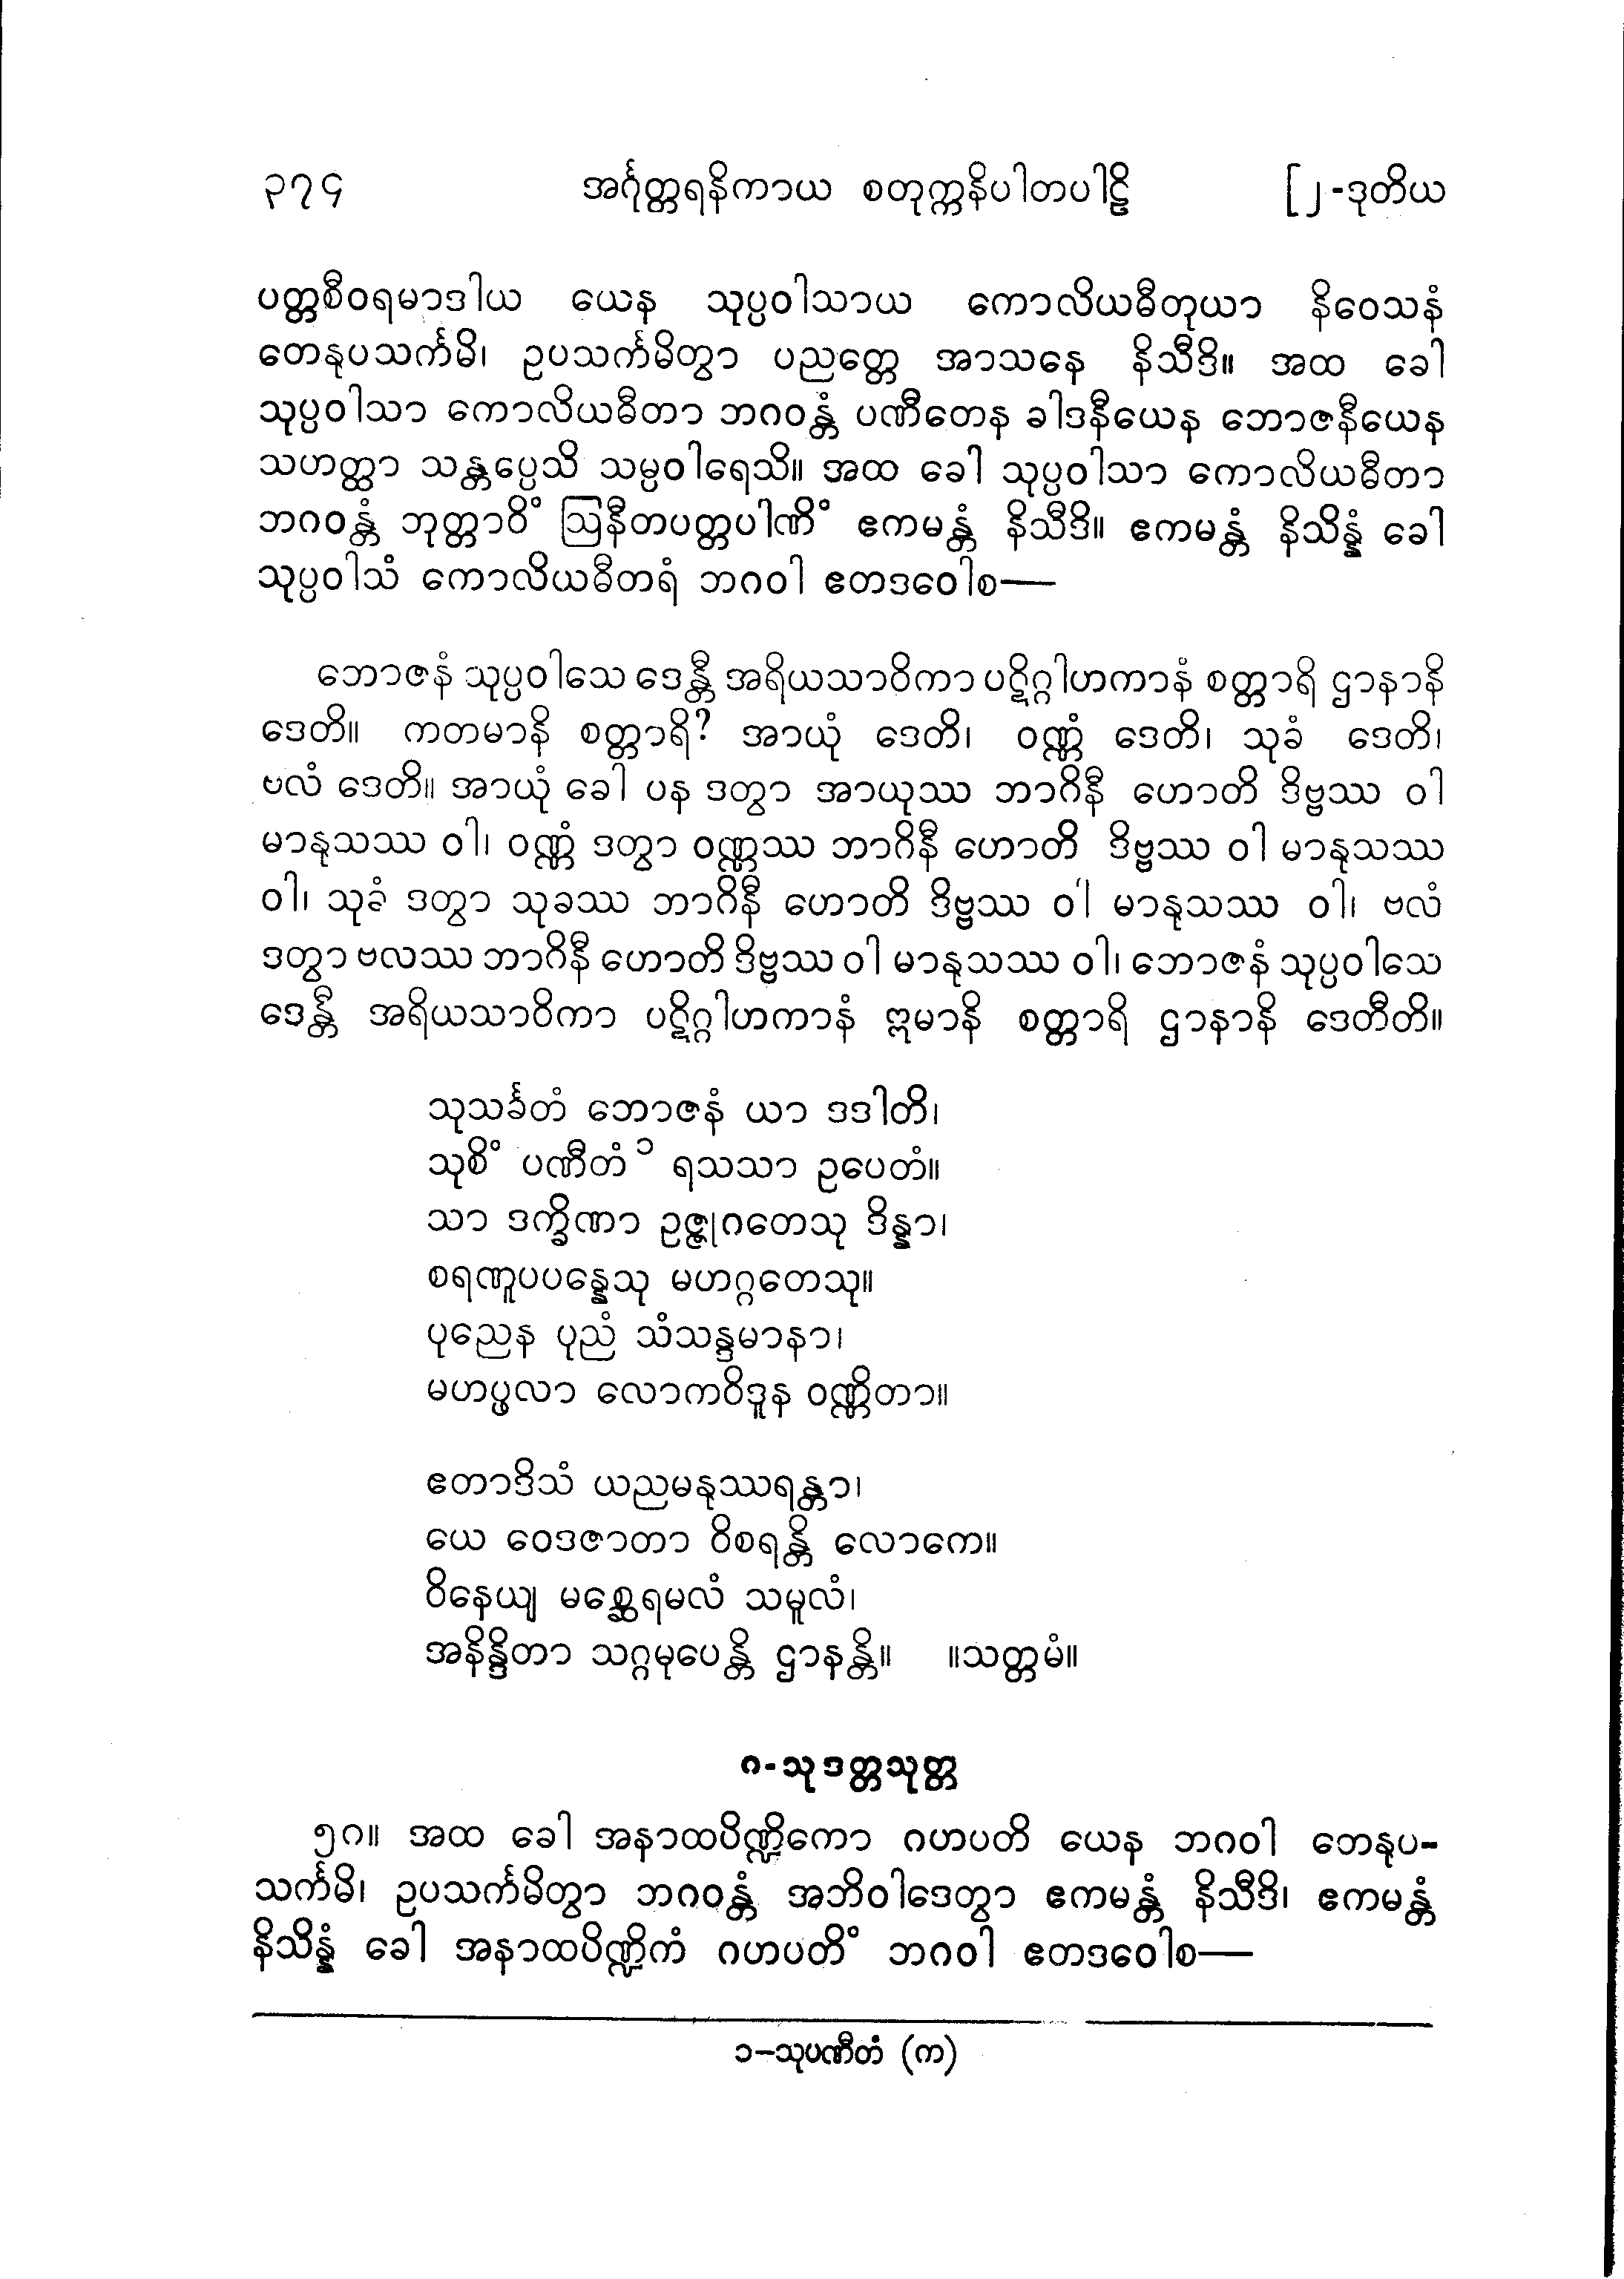 ၃၇၄ အင်္ဂုတ္တရနိကာယ စတုက္ကနိပါတပါဠိ [၂-ဒုတိယ
ပတ္တစီဝရမာဒါယ ယေန သုပ္ပဝါသာယ ကောလိယဓီတုယာ နိဝေသနံ
တေနုပသင်္ကမိ၊ ဥပသင်္ကမိတွာ ပညတ္တေ အာသနေ နိသီဒိ။ အထ ခေါ
သုပ္ပဝါသာ ကောလိယဓီတာ ဘဂဝန္တံ ပဏီတေန ခါဒနီယေန ဘောဇနီယေန
သဟတ္ထာ သန္တပ္ပေသိ သမ္ပဝါရေသိ။ အထ ခေါ သုပ္ပဝါသာ ကောလိယဓီတာ
ဘဂဝန္တံ ဘုတ္တာဝိံ ဩနီတပတ္တပါဏိံ ဧကမန္တံ နိသီဒိ။ ဧကမန္တံ နိသိန္နံ ခေါ
သုပ္ပဝါသံ ကောလိယဓီတရံ ဘဂဝါ ဧတဒဝေါစ—
ဘောဇနံ သုပ္ပဝါသေ ဒေန္တီ အရိယသာဝိကာ ပဋိဂ္ဂါဟကာနံ စတ္တာရိ ဌာနာနိ
ဒေတိ။ ကတမာနိ စတ္တာရိ? အာယုံ ဒေတိ၊ ဝဏ္ဏံ ဒေတိ၊ သုခံ ဒေတိ၊
ဗလံ ဒေတိ။ အာယုံ ခေါ ပန ဒတွာ အာယုဿ ဘာဂိနီ ဟောတိ ဒိဗ္ဗဿ ဝါ
မာနုသဿ ဝါ၊ ဝဏ္ဏံ ဒတွာ ဝဏ္ဏဿ ဘာဂိနီ ဟောတိ ဒိဗ္ဗဿ ဝါ မာနုသဿ
ဝါ၊ သုခံ ဒတွာ သုခဿ ဘာဂိနီ ဟောတိ ဒိဗ္ဗဿ ဝါ မာနုသဿ ဝါ၊ ဗလံ
ဒတွာ ဗလဿ ဘာဂိနီ ဟောတိ ဒိဗ္ဗဿ ဝါ မာနုသဿ ဝါ၊ ဘောဇနံ သုပ္ပဝါသေ
ဒေန္တီ အရိယသာဝိကာ ပဋိဂ္ဂါဟကာနံ ဣမာနိ စတ္တာရိ ဌာနာနိ ဒေတီတိ။
သုသင်္ခတံ ဘောဇနံ ယာ ဒဒါတိ၊
သုစိံ ပဏီတံ ၁ ရသသာ ဥပေတံ။
သာ ဒက္ခိဏာ ဥဇ္ဇုဂတေသု ဒိန္နာ၊
စရဏူပပန္နေသု မဟဂ္ဂတေသု။
ပုညေန ပုညံ သံသန္ဒမာနာ၊
မဟပ္ဖလာ လောကဝိဒူန ဝဏ္ဏိတာ။
ဧတာဒိသံ ယညမနုဿရန္တာ၊
ယေ ဝေဒဇာတာ ဝိစရန္တိ လောကေ။
ဝိနေယျ မစ္ဆေရမလံ သမူလံ၊
အနိန္ဒိတာ သဂ္ဂမုပေန္တိ ဌာနန္တိ။ ။သတ္တမံ။
၈-သုဒတ္တသုတ္တ
၅၈။ အထ ခေါ အနာထပိဏ္ဍိကော ဂဟပတိ ယေန ဘဂဝါ တေနုပ-
သင်္ကမိ၊ ဥပသင်္ကမိတွာ ဘဂဝန္တံ အဘိဝါဒေတွာ ဧကမန္တံ နိသီဒိ၊ ဧကမန္တံ
နိသိန္နံ ခေါ အနာထပိဏ္ဍိကံ ဂဟပတိံ ဘဂဝါ ဧတဒဝေါစ—
၁–သုပဏီတံ (က)